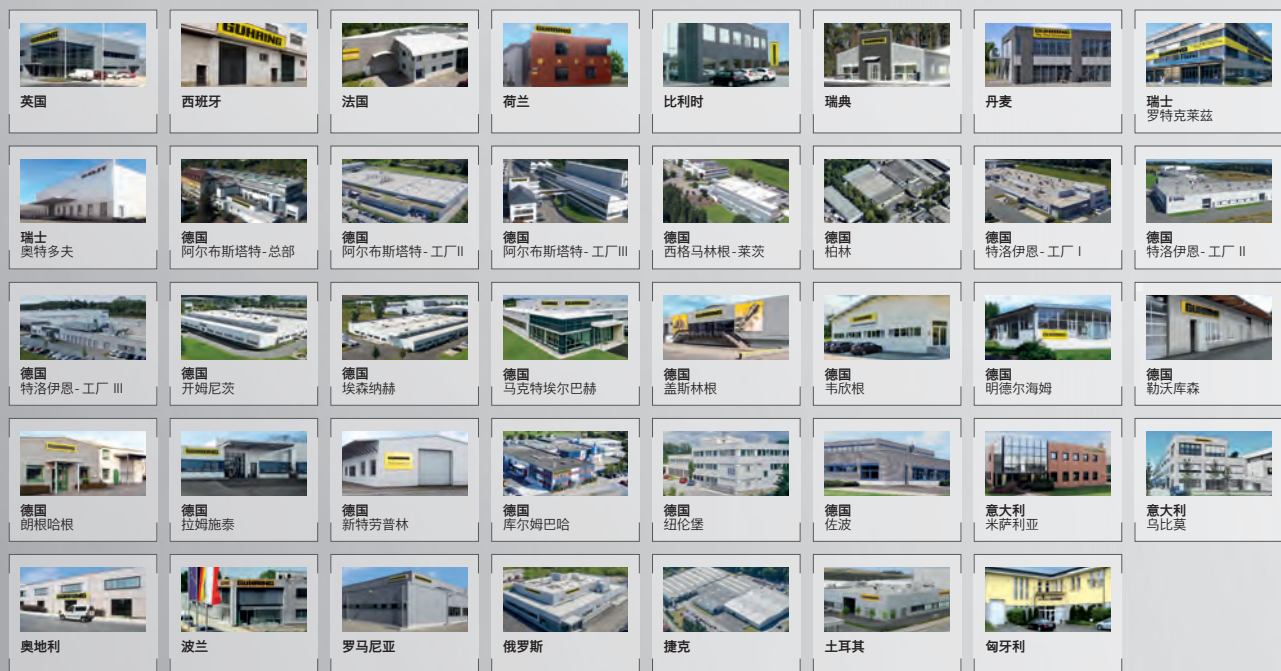 GUHRING
GUHRING
GUHRING
GUHRING
英国
西班牙
法国
荷兰
比利时
瑞典
丹麦
瑞士
罗特克莱兹
瑞士
奥特多夫
德国
阿尔布斯塔特-总部
德国
阿尔布斯塔特-工厂II
德国
阿尔布斯塔特-工厂III
德国
西格马林根-莱茨
德国
柏林
德国
特洛伊恩-工厂 I
德国
特洛伊恩-工厂 II
GUHRING
德国
特洛伊恩-工厂 III
德国
开姆尼茨
德国
埃森纳赫
德国
马克特埃尔巴赫
德国
盖斯林根
德国
韦欣根
德国
明德尔海姆
德国
勒沃库森
GUHRING
GUHRING
德国
朗根哈根
德国
拉姆施泰
德国
新特劳普林
德国
库尔姆巴哈
德国
纽伦堡
德国
佐波
意大利
米萨利亚
意大利
乌比莫
GUHRING
GUHRING
奥地利
波兰
罗马尼亚
俄罗斯
捷克
土耳其
匈牙利